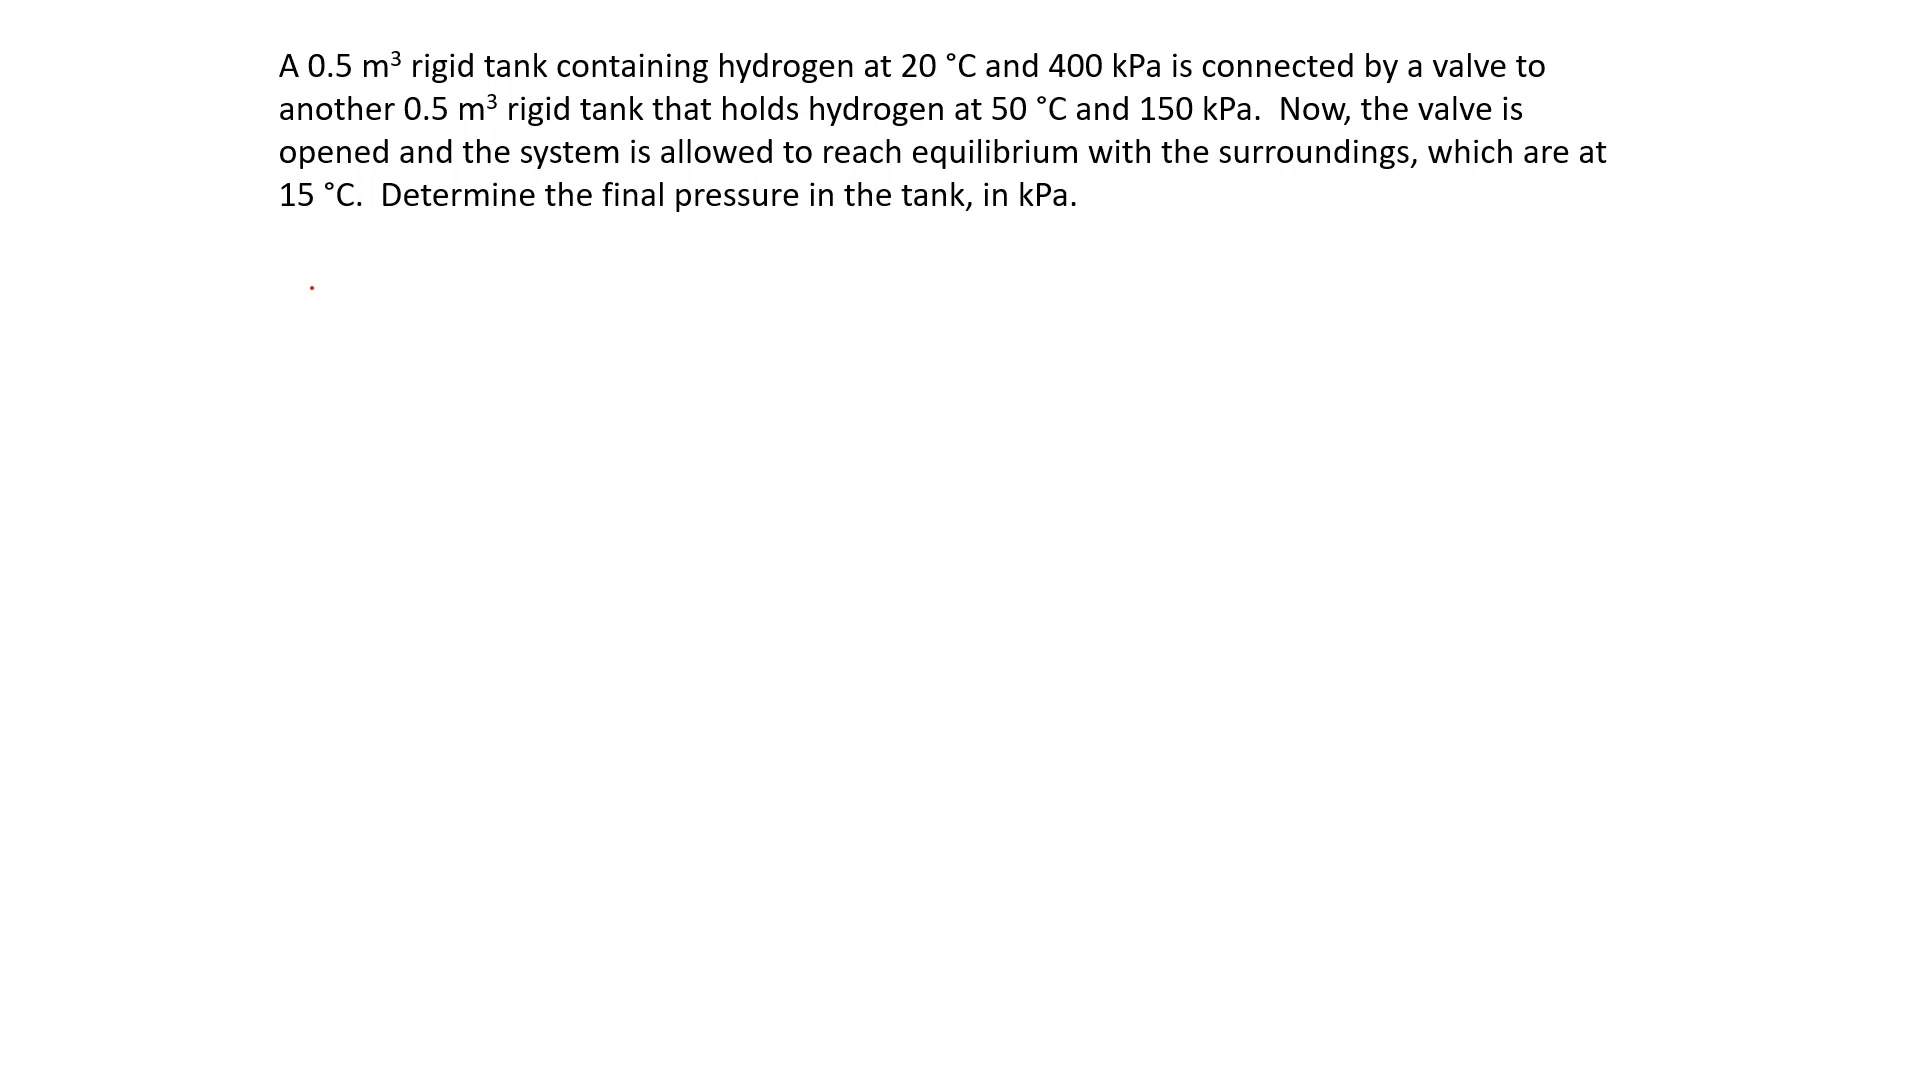 A 0.5 m³ rigid tank containing hydrogen at 20 °C and 400 kPa is connected by a valve to
another 0.5 m³ rigid tank that holds hydrogen at 50 °C and 150 kPa.  Now, the valve is
opened and the system is allowed to reach equilibrium with the surroundings, which are at
15 °C.  Determine the final pressure in the tank, in kPa.